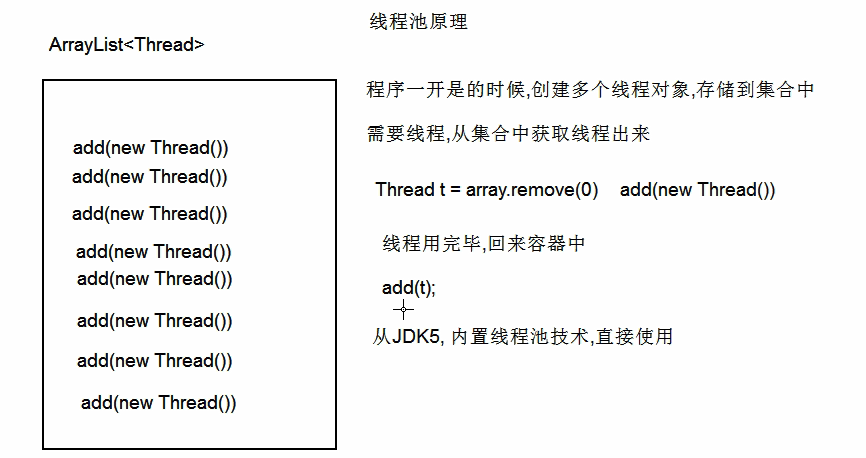 线程池原理
ArrayList<Thread>
程序一开是的时候,创建多个线程对象,存储到集合中
需要线程,从集合中获取线程出来
add(new Thread())
add(new Thread())
add(new Thread())
add(new Thread())
add(new Thread())
add(new Thread())
add(new Thread())
add(new Thread())
Thread t = array.remove(0) add(new Thread())
线程用完毕,回来容器中
add(t);
从JDK5, 内置线程池技术,直接使用